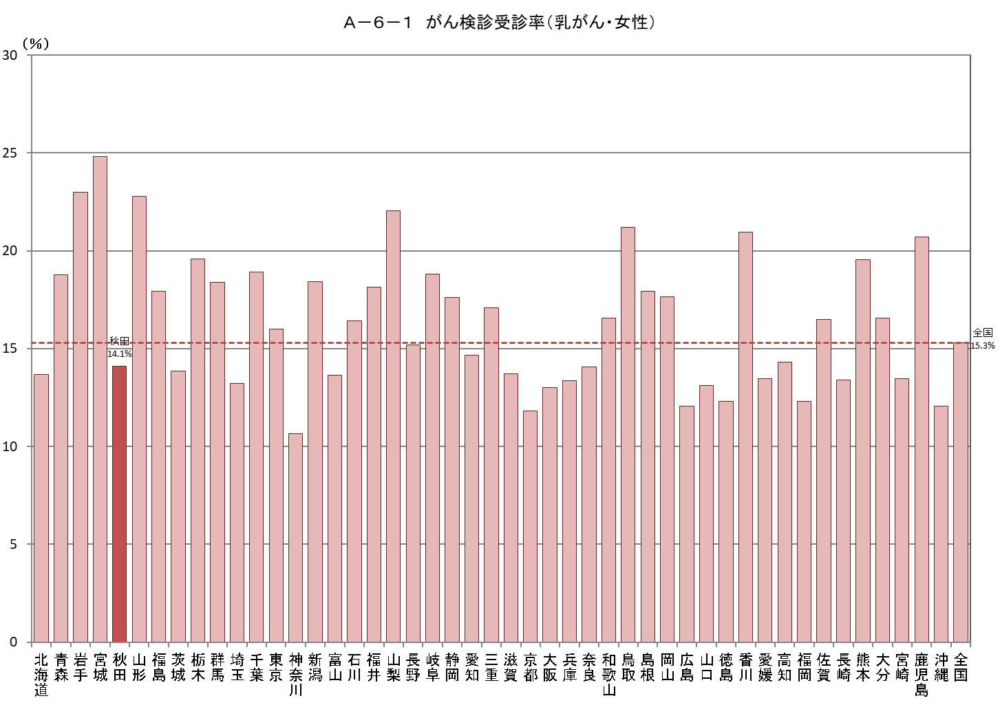 Ａ－６－１　がん検診受診率（乳がん・女性）
（％）
30
25
20
15
10
5
0
秋田
14.1%
全国
15.3%
北海道
青森
岩手
宮城
秋田
山形
福島
茨城
栃木
群馬
埼玉
千葉
東京
神奈川
新潟
富山
石川
福井
山梨
長野
岐阜
静岡
愛知
三重
滋賀
京都
大阪
兵庫
奈良
和歌山
鳥取
島根
岡山
広島
山口
徳島
香川
愛媛
高知
福岡
佐賀
長崎
熊本
大分
宮崎
鹿児島
沖縄
全国